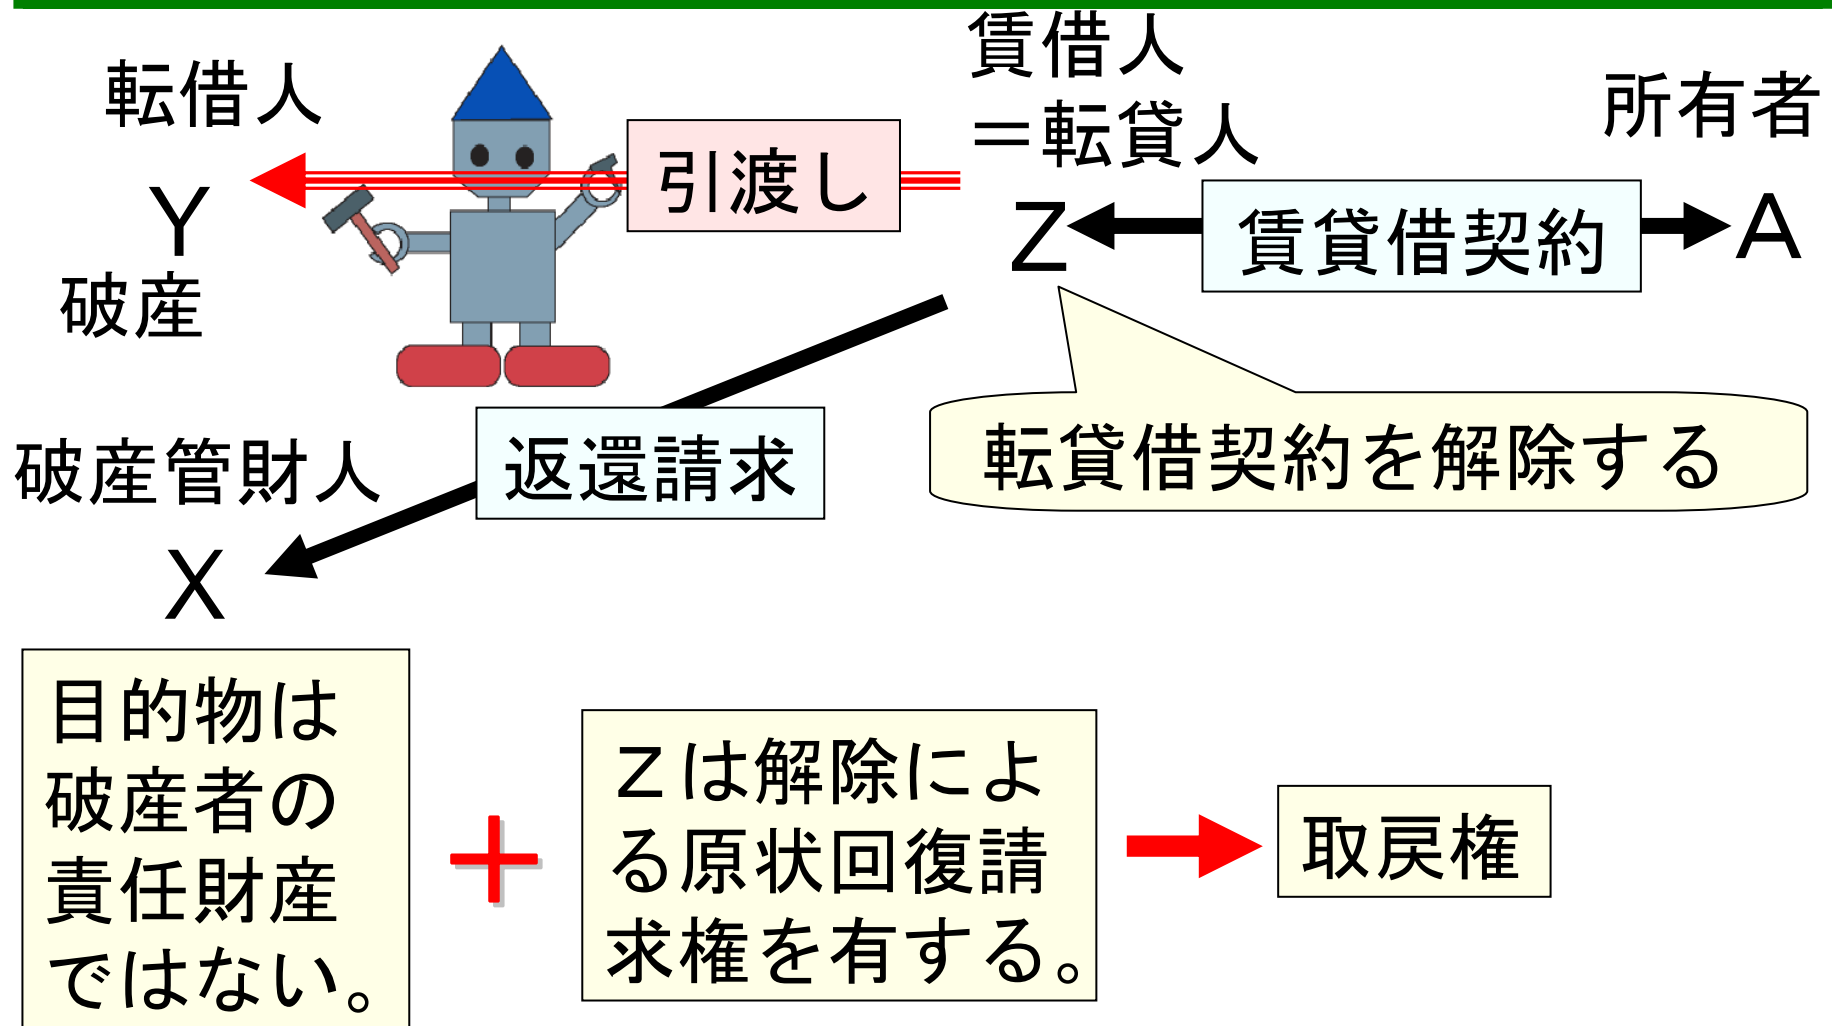 賃借人
＝転貸人
転借人
所有者
引渡し
Y
Z
賃貸借契約
A
破産
転貸借契約を解除する
破産管財人
返還請求
X
目的物は
破産者の
責任財産
ではない。
Zは解除によ
る原状回復請
求権を有する。
取戻権